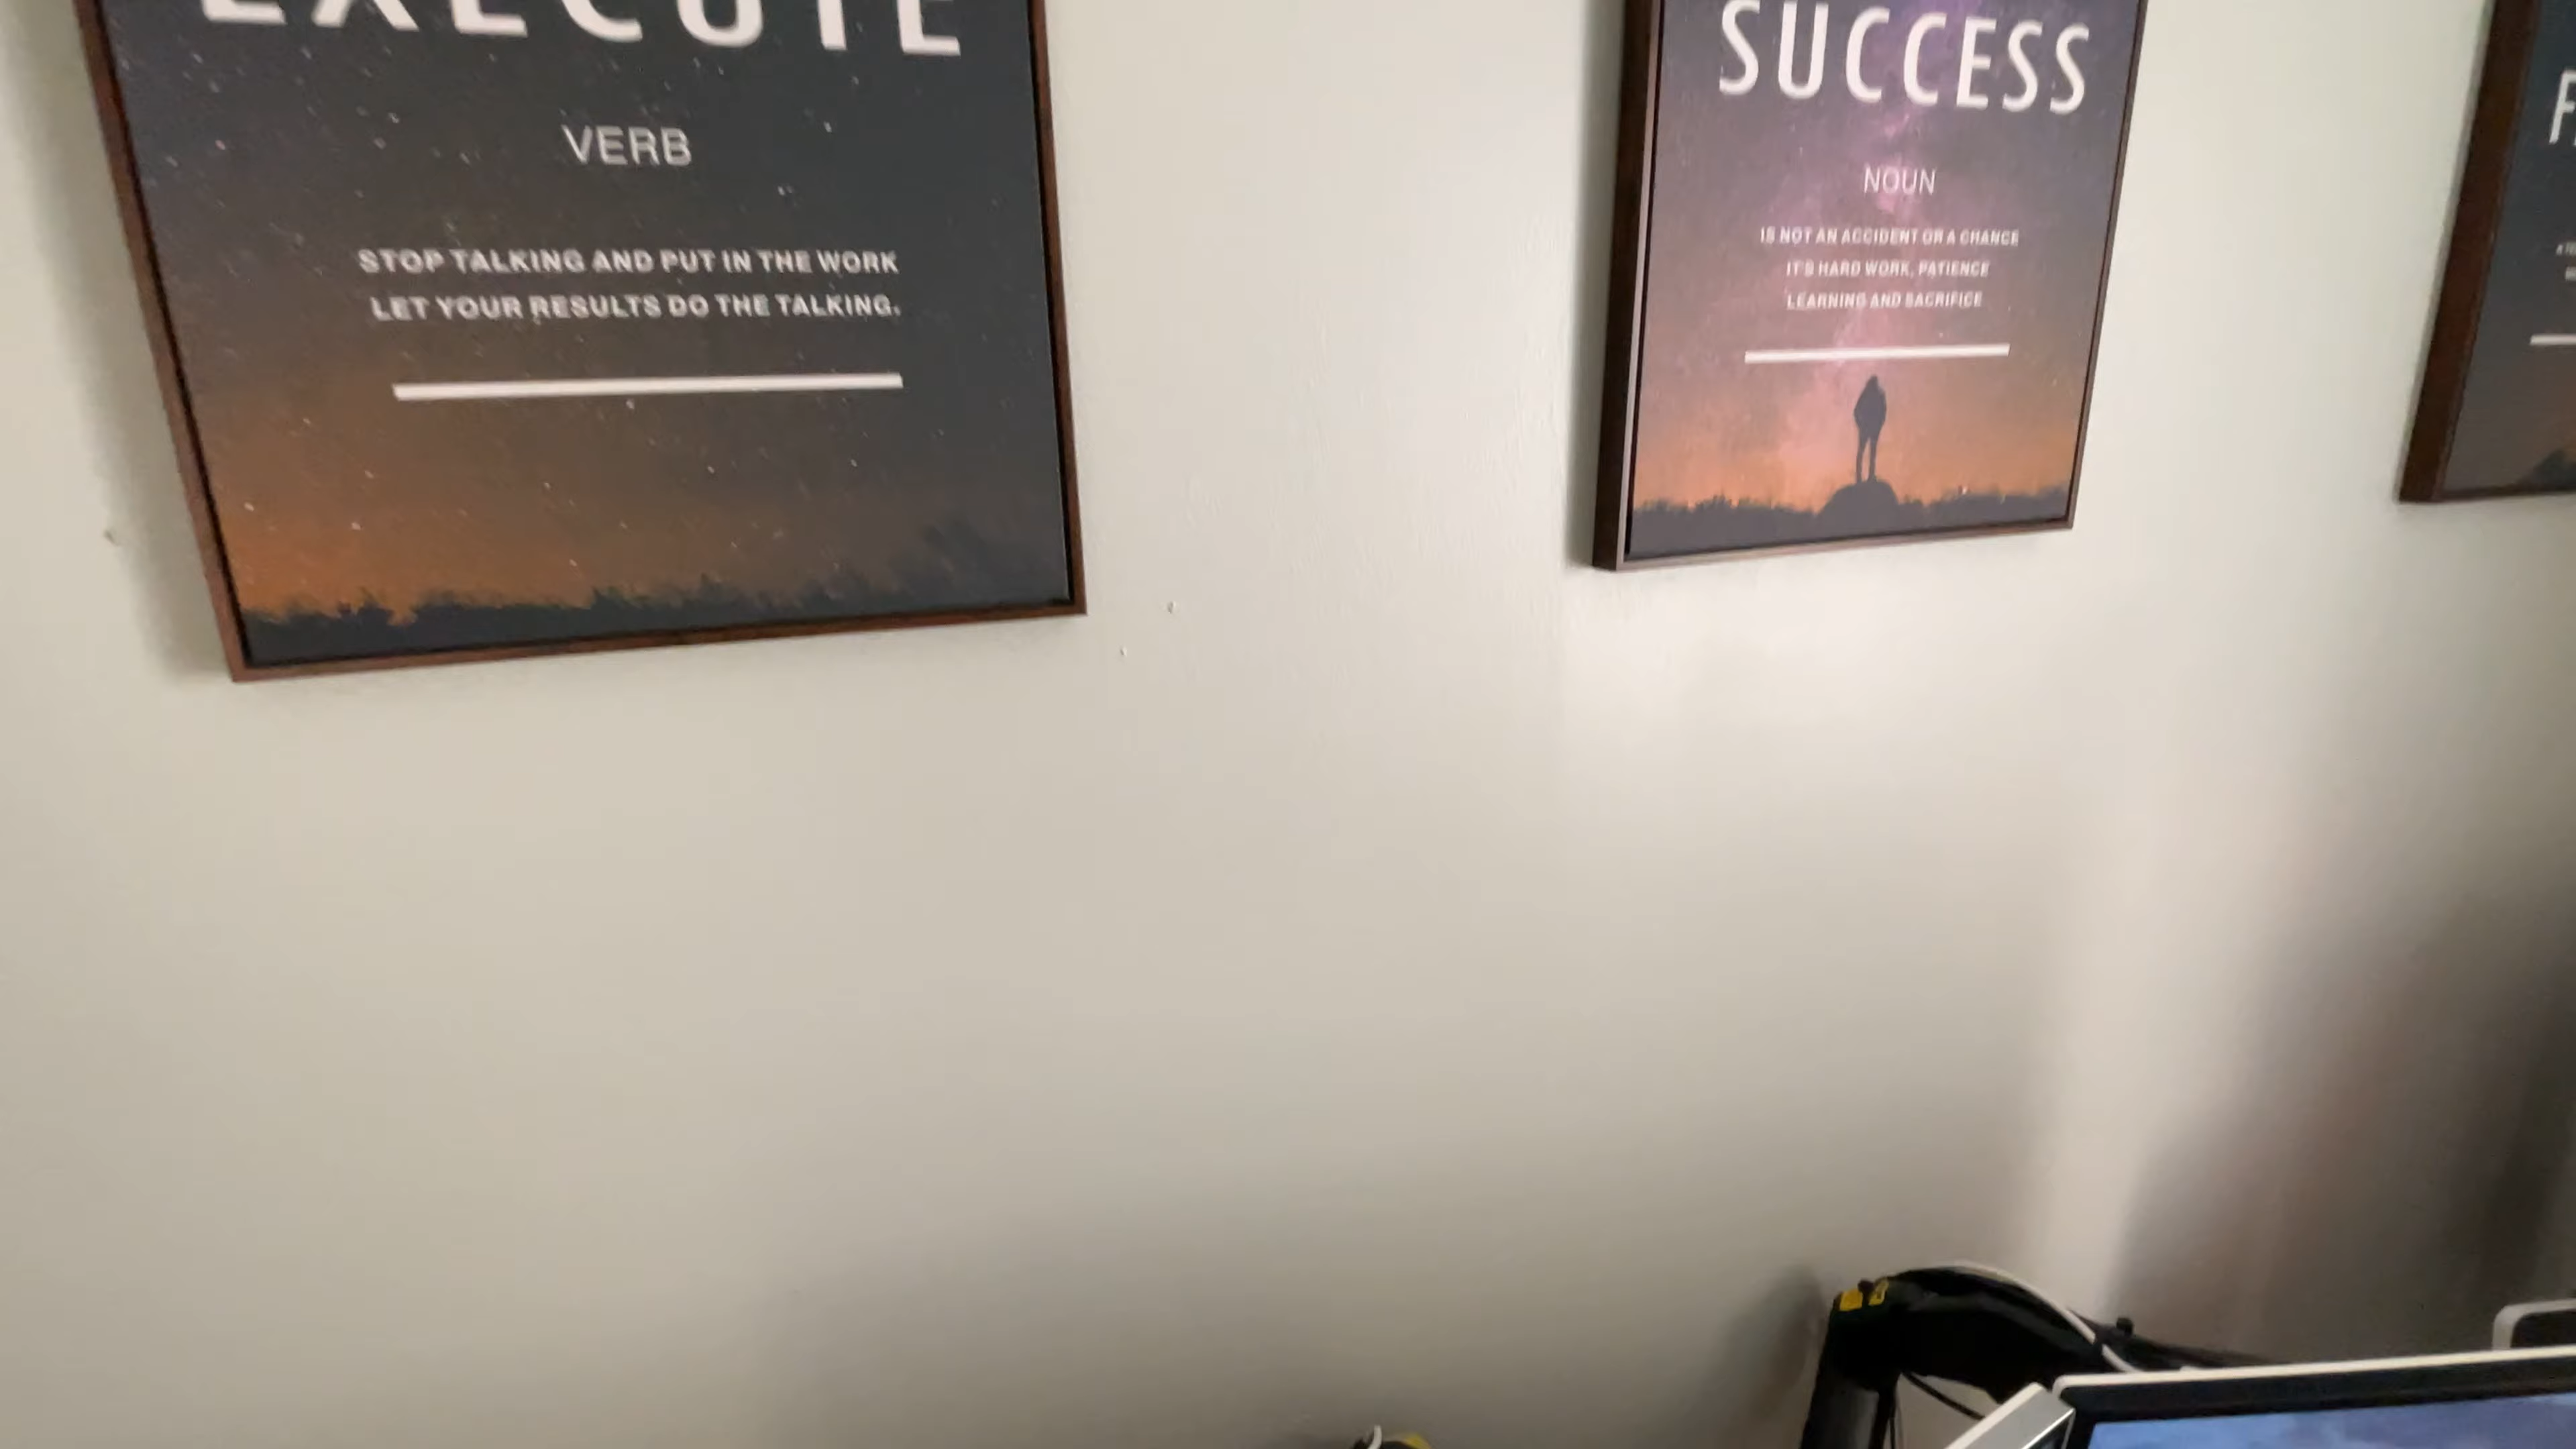 EXECUTE
VERB
STOP TALKING AND PUT IN THE WORK
LET YOUR RESULTS DO THE TALKING.
SUCCESS
NOUN
IS NOT AN ACCIDENT OR A CHANCE
IT'S HARD WORK, PATIENCE
LEARNING AND SACRIFICE